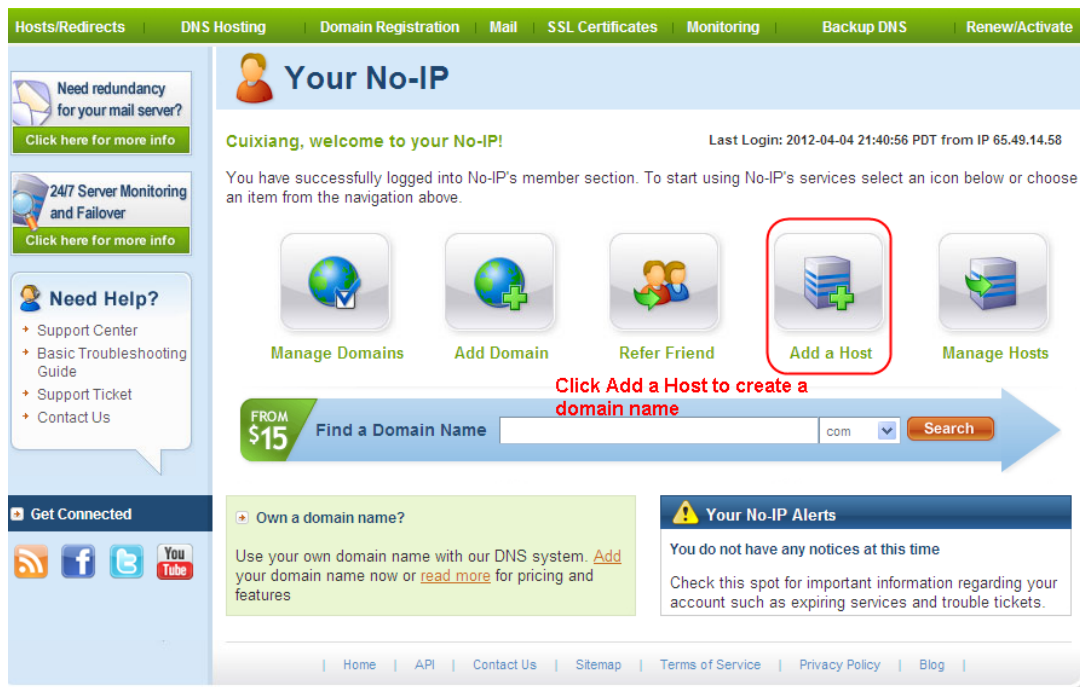 Hosts/Redirects DNS Hosting Domain Registration Mail SSL Certificates Monitoring Backup DNS Renew/Activate
Need redundancy
for your mail server?
Click here for more info
24/7 Server Monitoring
and Failover
Click here for more info
Need Help?
Support Center
Basic Troubleshooting
Guide
Support Ticket
Contact Us
Get Connected
You
Tube
Your No-IP
Cuixiang, welcome to your No-IP!
Last Login: 2012-04-04 21:40:56 PDT from IP 65.49.14.58
You have successfully logged into No-IP's member section. To start using No-IP's services select an icon below or choose
an item from the navigation above.
Manage Domains Add Domain Refer Friend Add a Host Manage Hosts
Click Add a Host to create a
domain name
FROM
$15
Find a Domain Name com Search
Own a domain name?
Use your own domain name with our DNS system. Add
your domain name now or read more for pricing and
features
Your No-IP Alerts
You do not have any notices at this time
Check this spot for important information regarding your
account such as expiring services and trouble tickets.
| Home | API | Contact Us | Sitemap | Terms of Service | Privacy Policy | Blog |